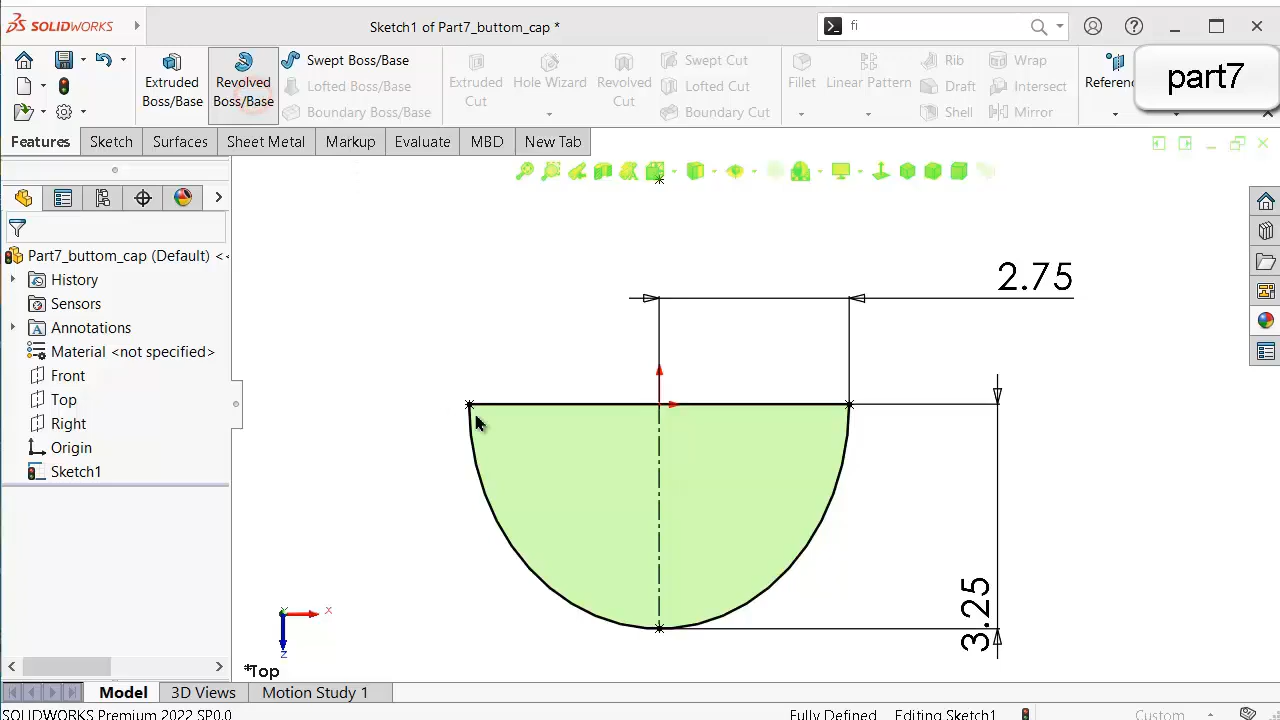 SOLIDWORKS
Sketch1 of Part7_buttom_cap *
fi
Extruded Boss/Base
Revolved Boss/Base
Swept Boss/Base
Lofted Boss/Base
Boundary Boss/Base
Extruded Cut
Hole Wizard
Revolved Cut
Swept Cut
Lofted Cut
Boundary Cut
Fillet
Linear Pattern
Rib
Draft
Shell
Wrap
Intersect
Mirror
part7
Features
Sketch
Surfaces
Sheet Metal
Markup
Evaluate
MBD
New Tab
Part7_buttom_cap (Default) <<
History
Sensors
Annotations
Material <not specified>
Front
Top
Right
Origin
Sketch1
2.75
3.25
X
Y
Z
*Top
Model
3D Views
Motion Study 1
SOLIDWORKS Premium 2022 SP0.0
Fully Defined
Editing Sketch1
Custom